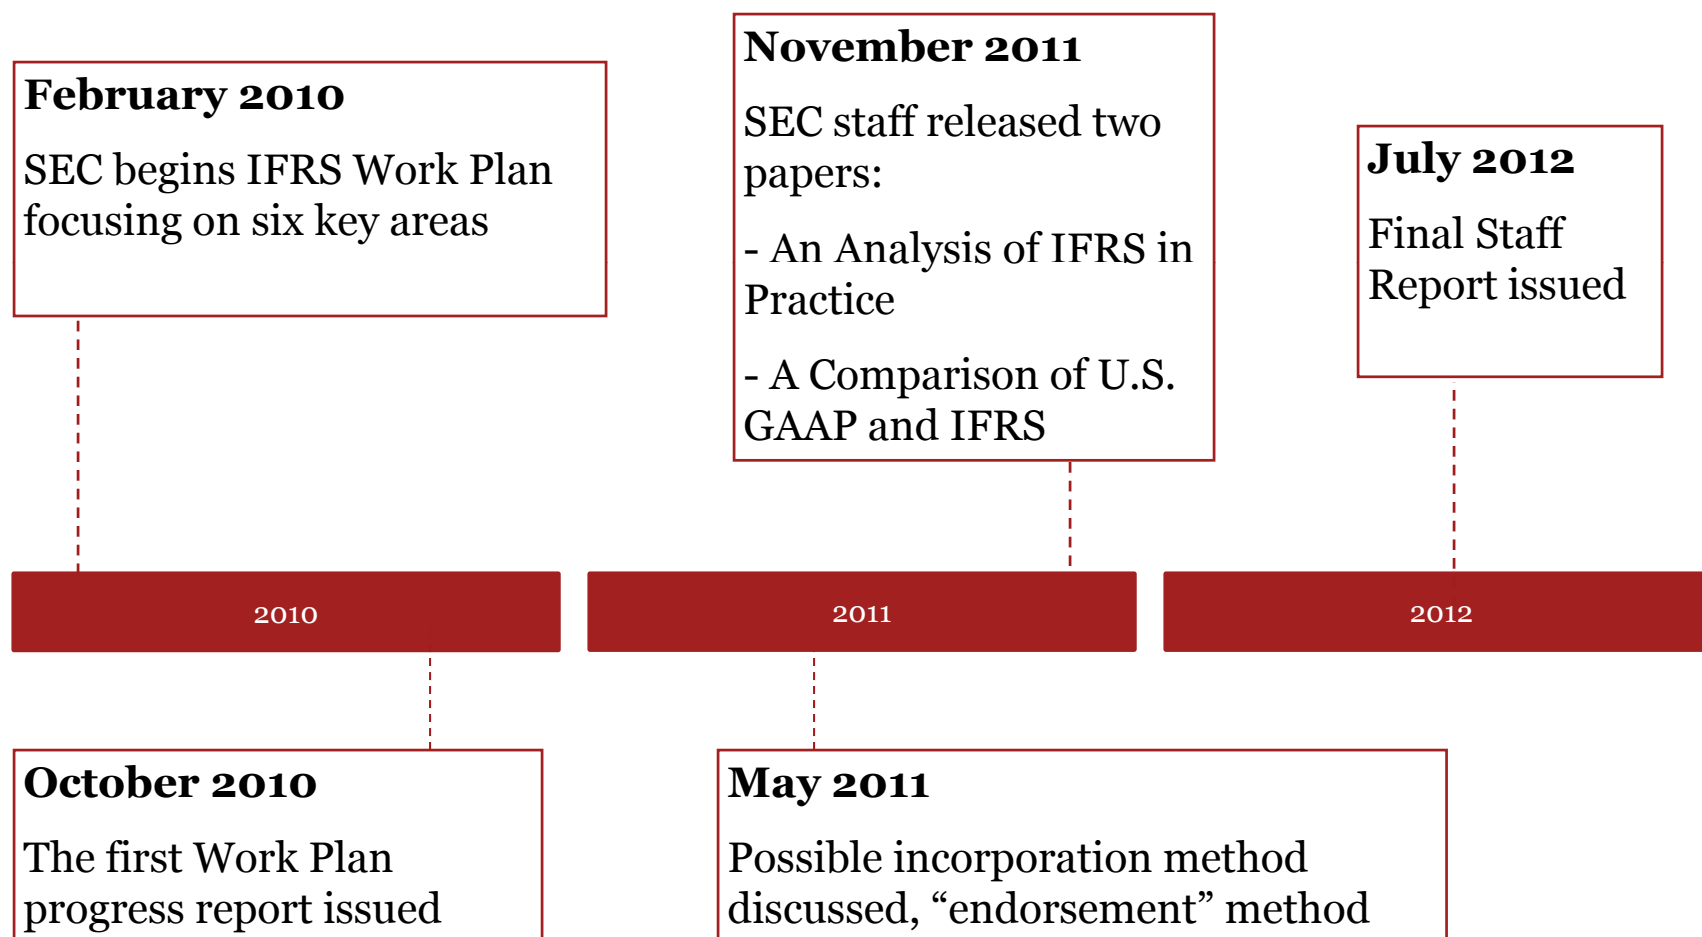 February 2010
SEC begins IFRS Work Plan
focusing on six key areas
November 2011
SEC staff released two
papers:
- An Analysis of IFRS in
Practice
- A Comparison of U.S.
GAAP and IFRS
July 2012
Final Staff
Report issued
2010
2011
2012
October 2010
The first Work Plan
progress report issued
May 2011
Possible incorporation method
discussed, “endorsement” method